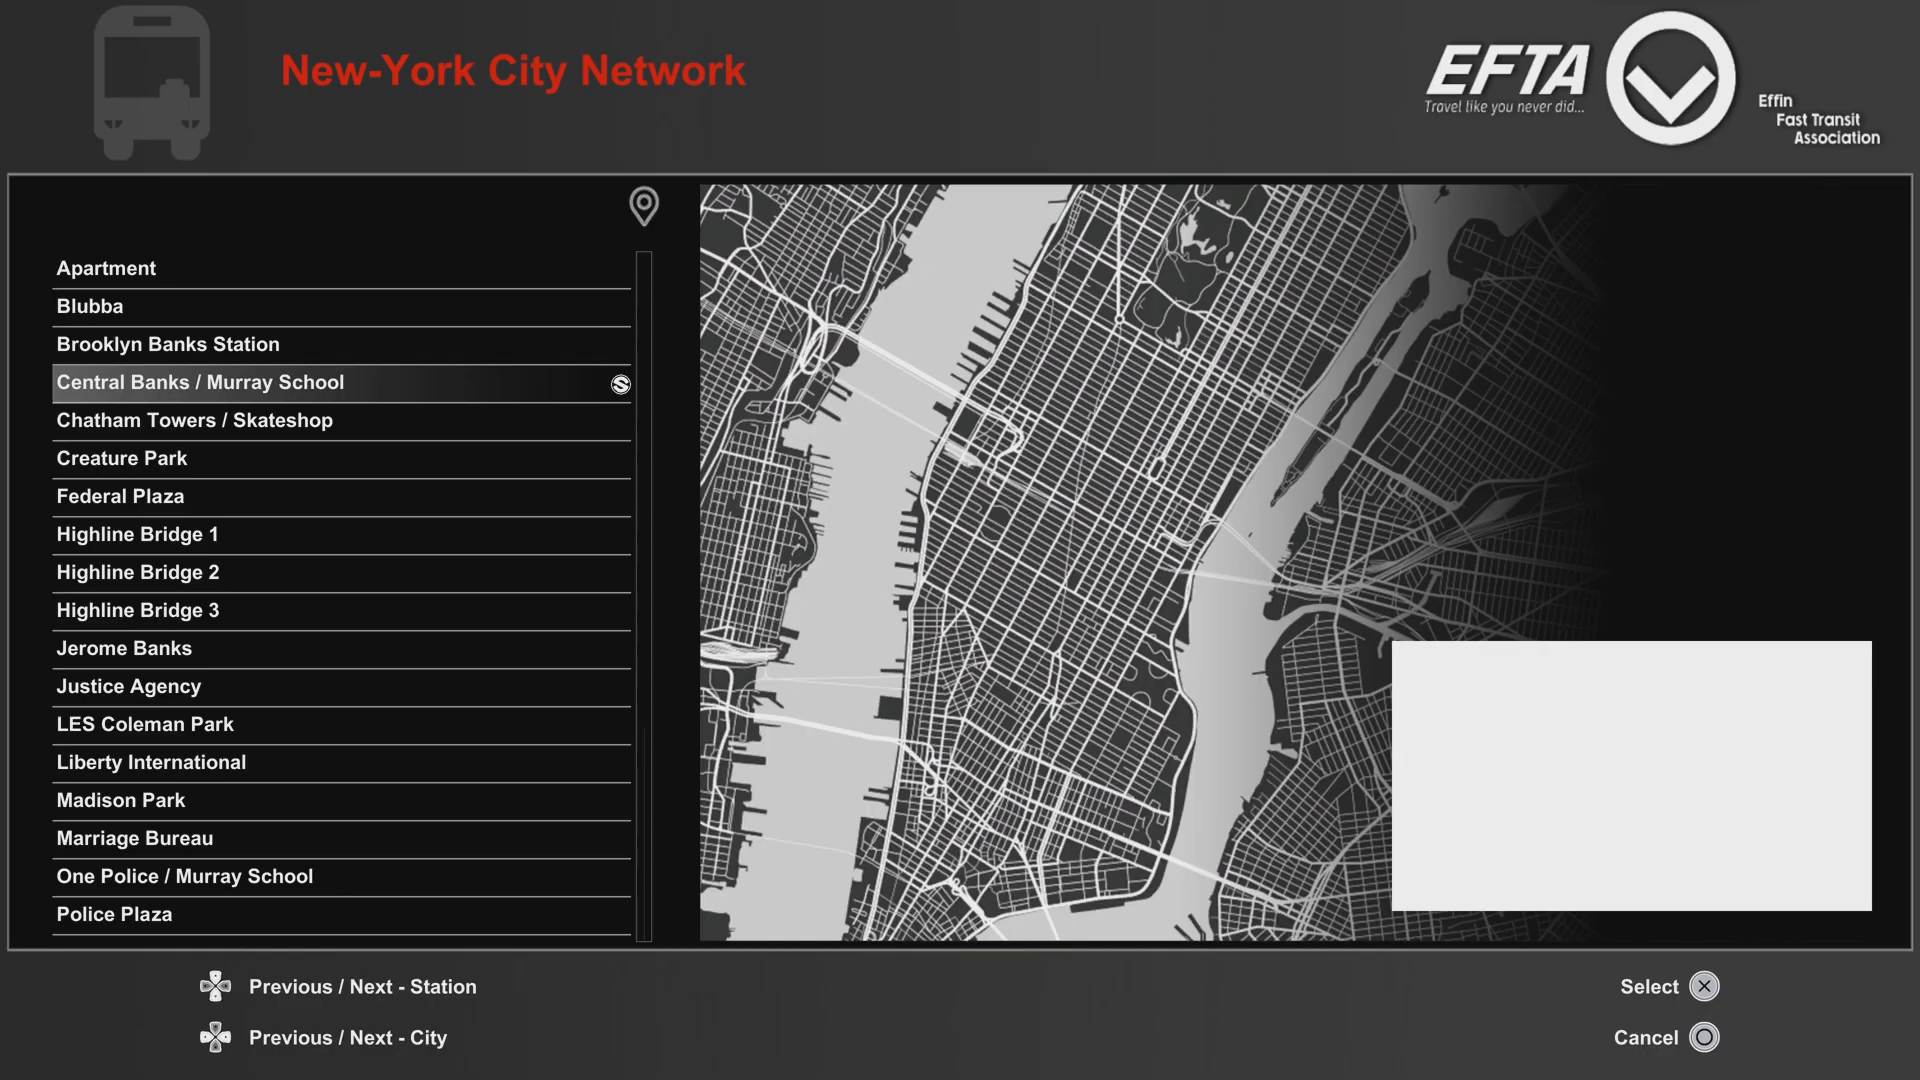 New-York City Network
EFTA
Travel like you never did...
Effin
Fast Transit
Association
Apartment
Blubba
Brooklyn Banks Station
Central Banks / Murray School
S
Chatham Towers / Skateshop
Creature Park
Federal Plaza
Highline Bridge 1
Highline Bridge 2
Highline Bridge 3
Jerome Banks
Justice Agency
LES Coleman Park
Liberty International
Madison Park
Marriage Bureau
One Police / Murray School
Police Plaza
Previous / Next - Station
Select
Previous / Next - City
Cancel